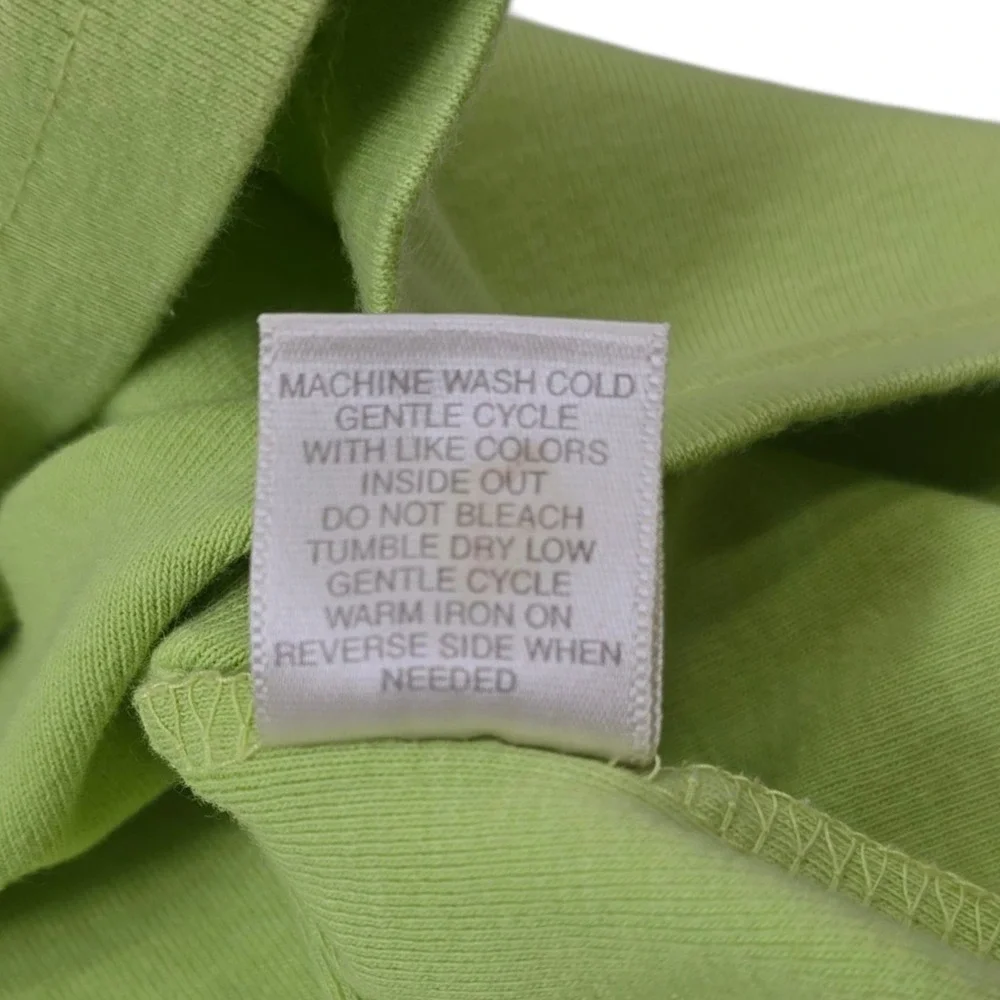 MACHINE WASH COLD
GENTLE CYCLE
WITH LIKE COLORS
INSIDE OUT
DO NOT BLEACH
TUMBLE DRY LOW
GENTLE CYCLE
WARM IRON ON
REVERSE SIDE WHEN
NEEDED